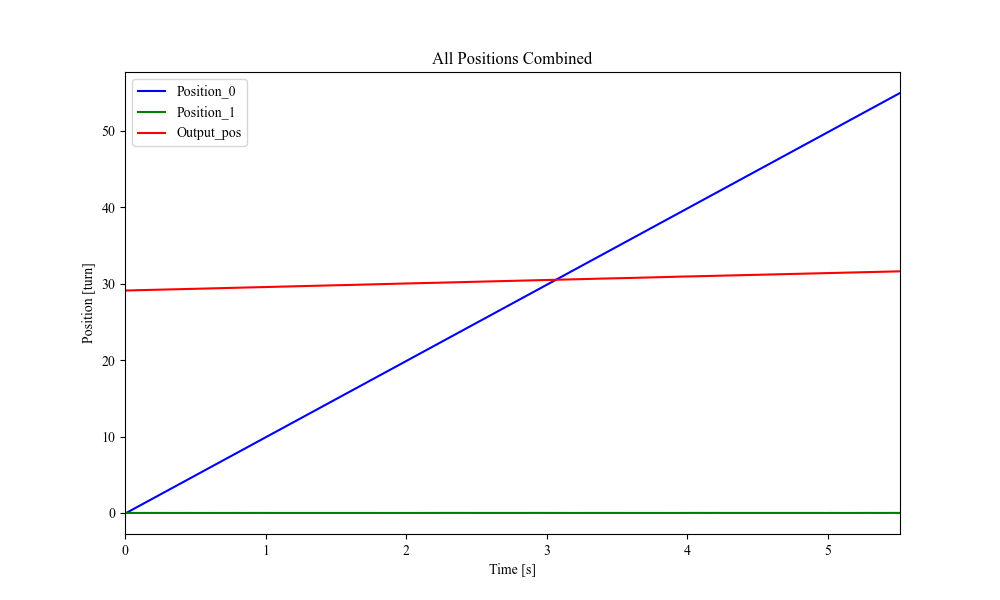 All Positions Combined
Position_0
Position_1
Output_pos
Position [turn]
50
40
30
20
10
0
0 1 2 3 4 5
Time [s]